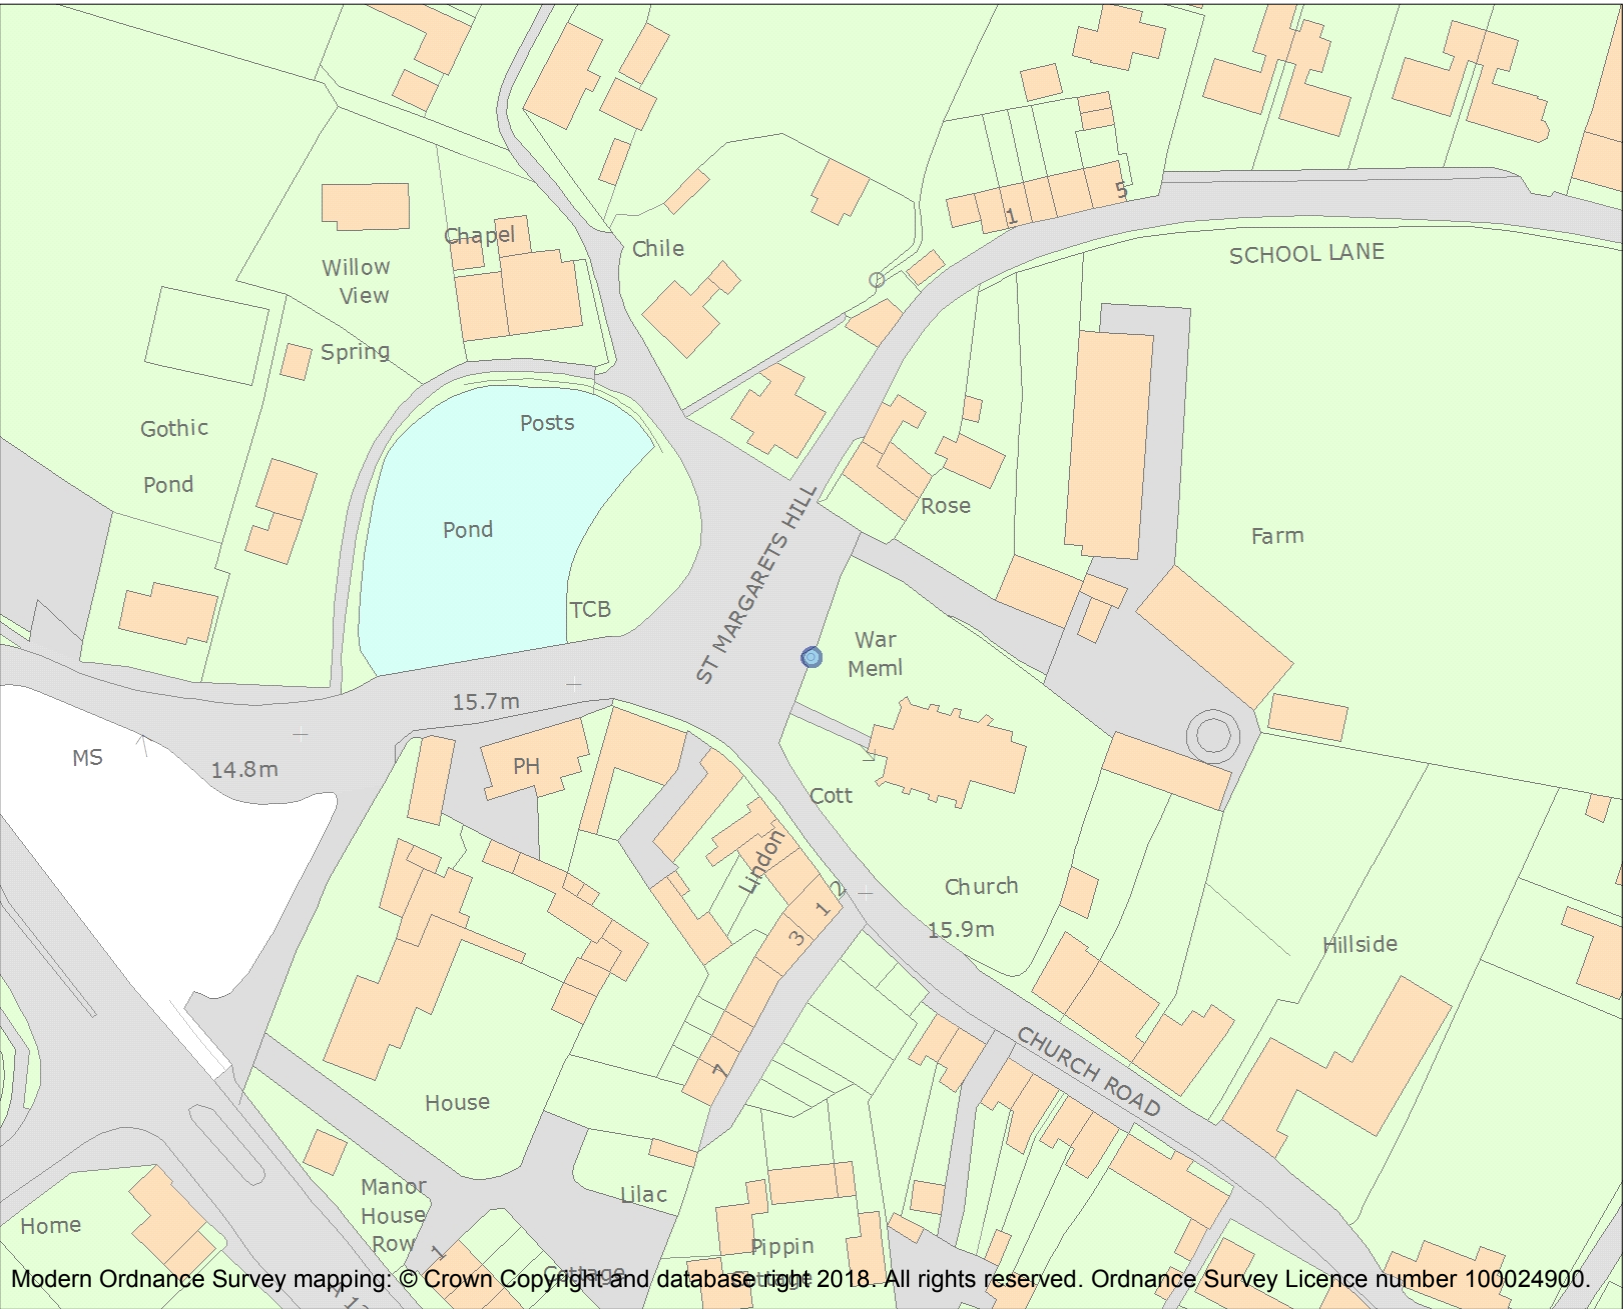 5
1
Chapel
Chile
SCHOOL LANE
Willow
View
Spring
Posts
Gothic
Pond
Pond
Rose
Farm
ST MARGARETS HILL
TCB
War
Meml
15.7m
MS
14.8m
PH
Cott
Lindon
2
1
3
Church
15.9m
Hillside
7
CHURCH ROAD
House
Manor
House
Row
Lilac
Home
1
Pippin
Cottage
Cottage
Modern Ordnance Survey mapping: © Crown Copyright and database right 2018. All rights reserved. Ordnance Survey Licence number 100024900.